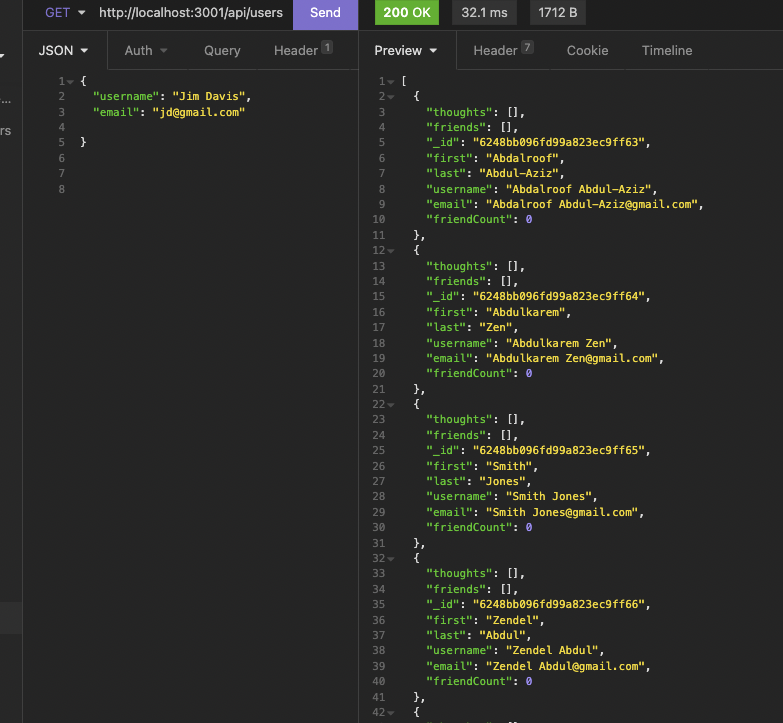 GET http://localhost:3001/api/users Send 200 OK 32.1 ms 1712 B
JSON Auth Query Header 1 Preview Header 7 Cookie Timeline
...
rs
1 {
2 "username": "Jim Davis",
3 "email": "jd@gmail.com"
4
5 }
6
7
8
1 [
2 {
3 "thoughts": [],
4 "friends": [],
5 "_id": "6248bb096fd99a823ec9ff63",
6 "first": "Abdalroof",
7 "last": "Abdul-Aziz",
8 "username": "Abdalroof Abdul-Aziz",
9 "email": "Abdalroof Abdul-Aziz@gmail.com",
10 "friendCount": 0
11 },
12 {
13 "thoughts": [],
14 "friends": [],
15 "_id": "6248bb096fd99a823ec9ff64",
16 "first": "Abdulkarem",
17 "last": "Zen",
18 "username": "Abdulkarem Zen",
19 "email": "Abdulkarem Zen@gmail.com",
20 "friendCount": 0
21 },
22 {
23 "thoughts": [],
24 "friends": [],
25 "_id": "6248bb096fd99a823ec9ff65",
26 "first": "Smith",
27 "last": "Jones",
28 "username": "Smith Jones",
29 "email": "Smith Jones@gmail.com",
30 "friendCount": 0
31 },
32 {
33 "thoughts": [],
34 "friends": [],
35 "_id": "6248bb096fd99a823ec9ff66",
36 "first": "Zendel",
37 "last": "Abdul",
38 "username": "Zendel Abdul",
39 "email": "Zendel Abdul@gmail.com",
40 "friendCount": 0
41 },
42 {